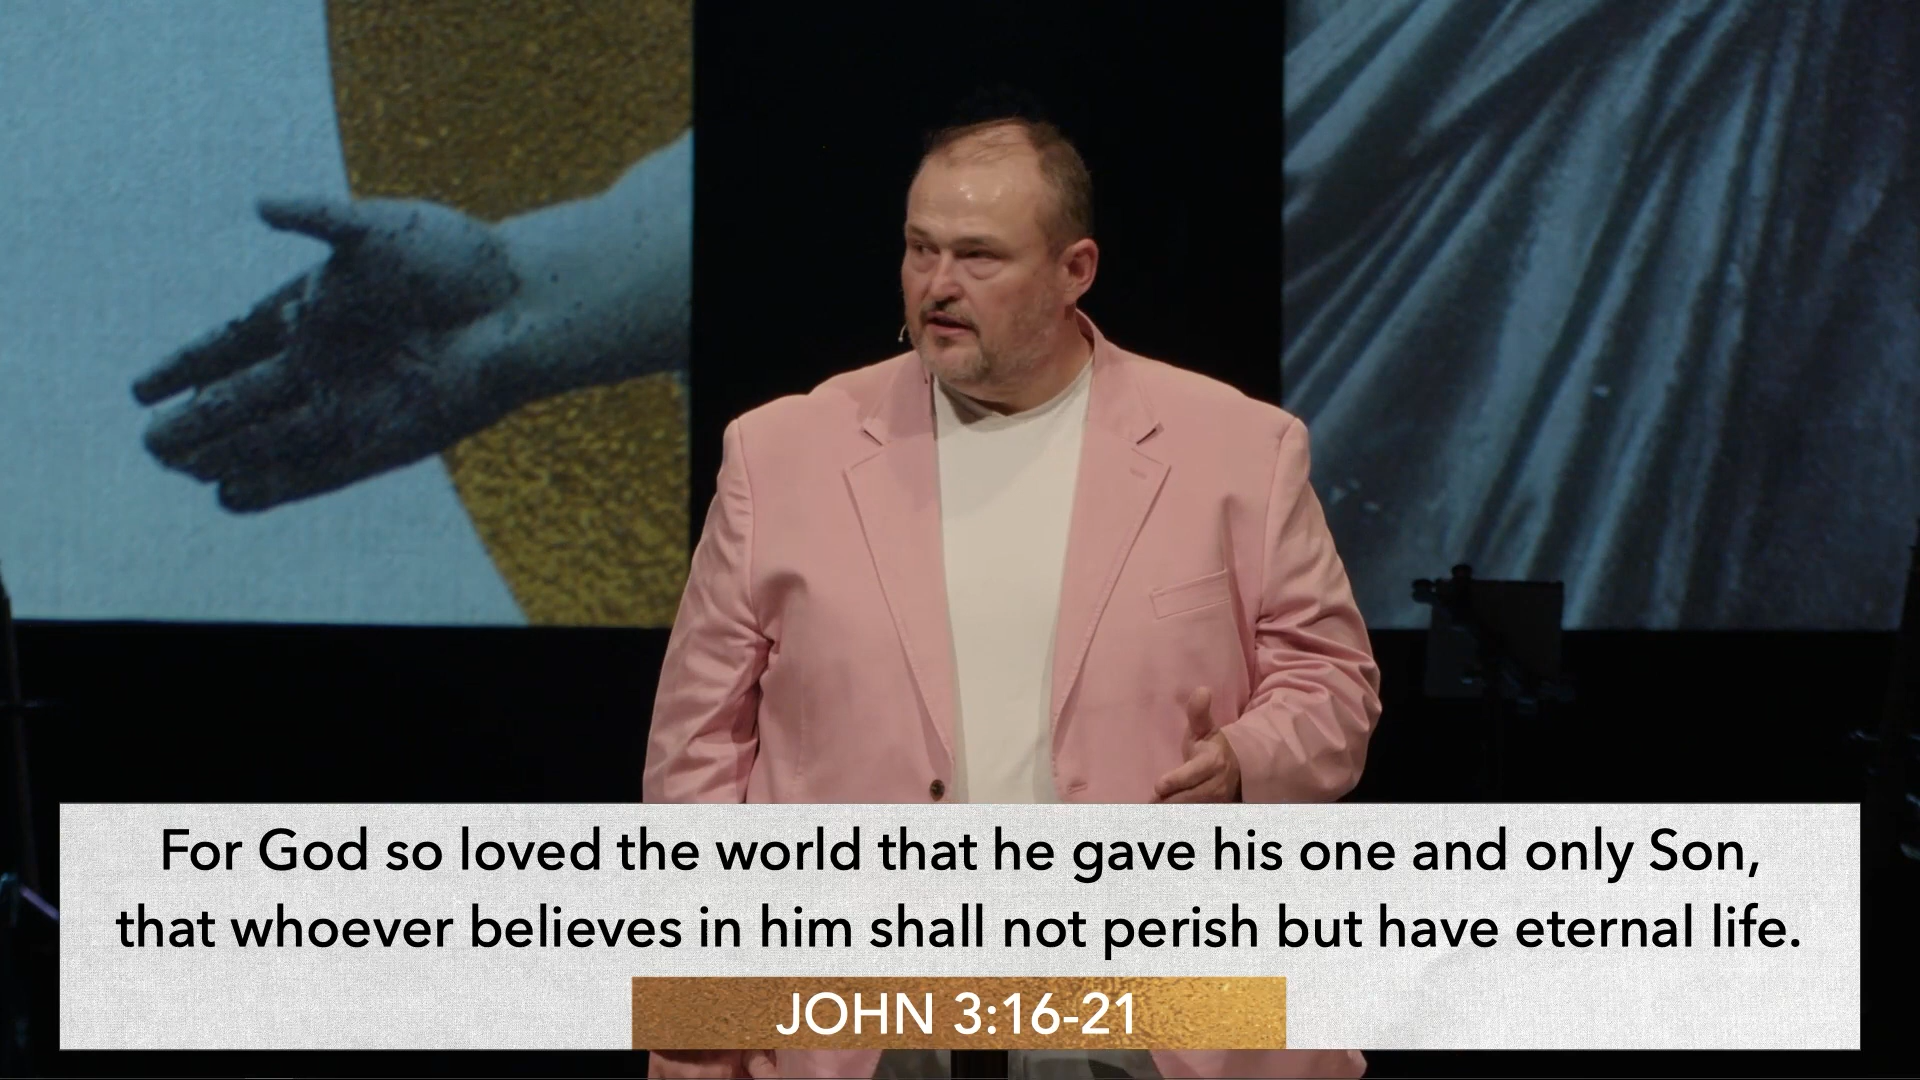 For God so loved the world that he gave his one and only Son,
that whoever believes in him shall not perish but have eternal life.
JOHN 3:16-21